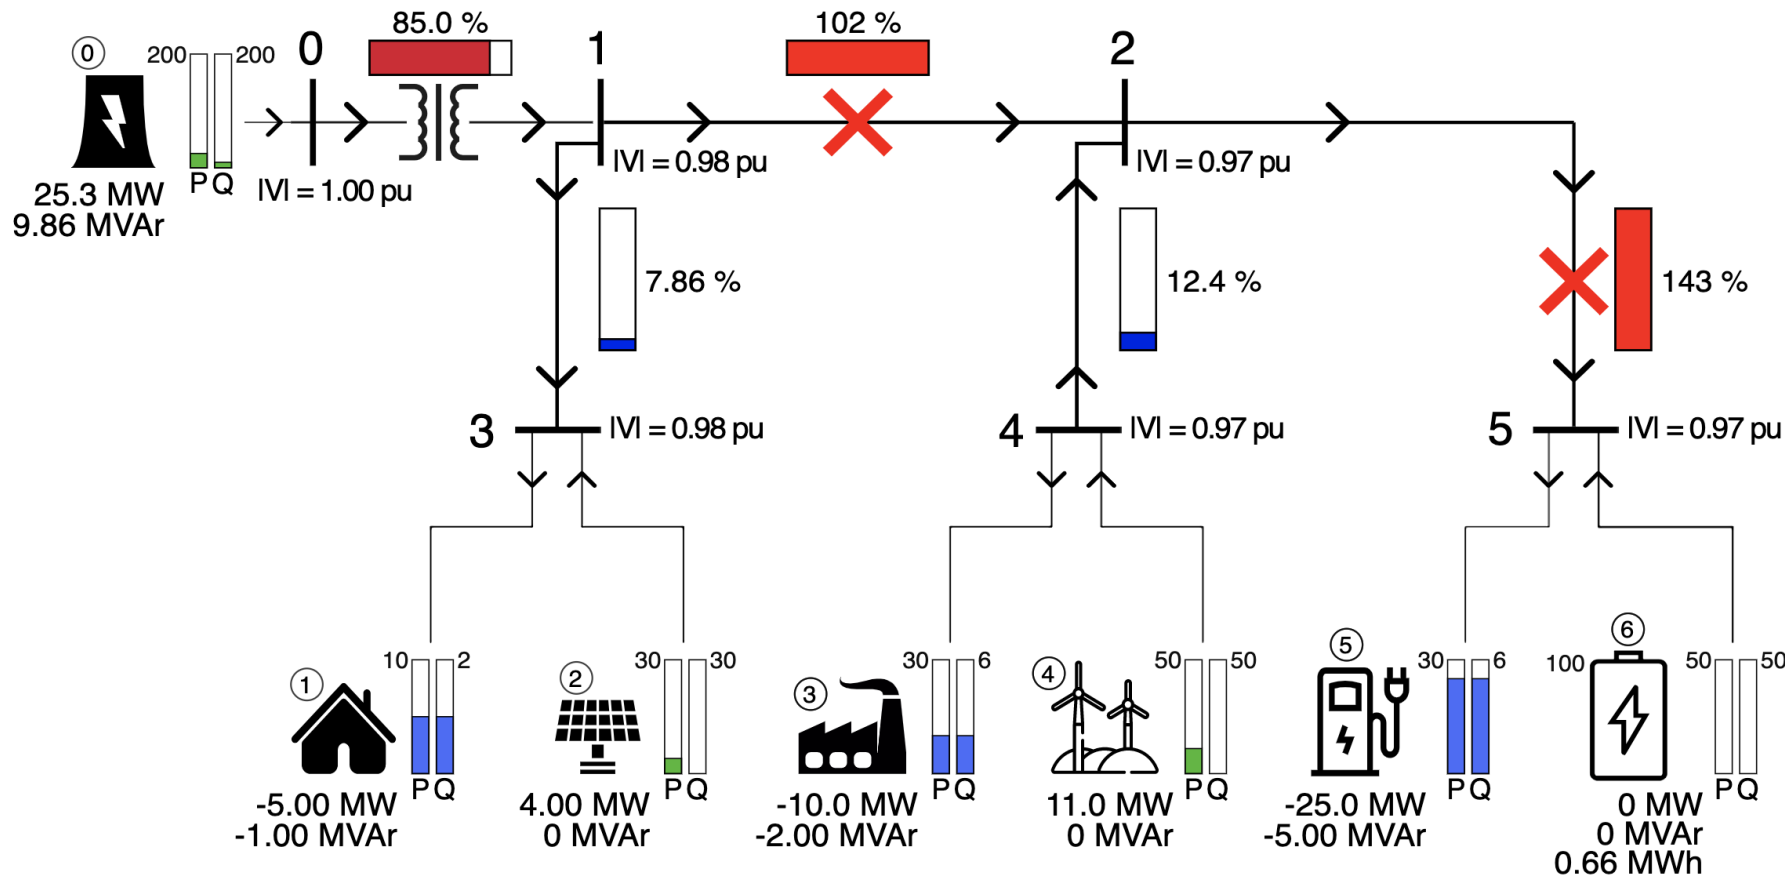 85.0 %
102 %
0
200
200
0
1
2
P Q
|V| = 1.00 pu
|V| = 0.98 pu
|V| = 0.97 pu
25.3 MW
9.86 MVAr
7.86 %
12.4 %
143 %
3
|V| = 0.98 pu
4
|V| = 0.97 pu
5
|V| = 0.97 pu
1
10
2
P Q
-5.00 MW
-1.00 MVAr
2
30
30
P Q
4.00 MW
0 MVAr
3
30
6
P Q
-10.0 MW
-2.00 MVAr
4
50
50
P Q
11.0 MW
0 MVAr
5
30
6
P Q
-25.0 MW
-5.00 MVAr
6
100
50
50
P Q
0 MW
0 MVAr
0.66 MWh